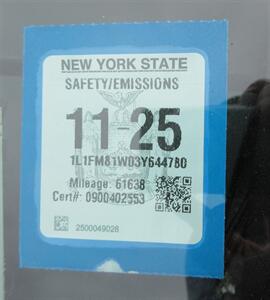 NEW YORK STATE
SAFETY/EMISSIONS
11-25
1L1FM81W03Y644780
Mileage: 61638
Cert#: 0900402553
2500049028